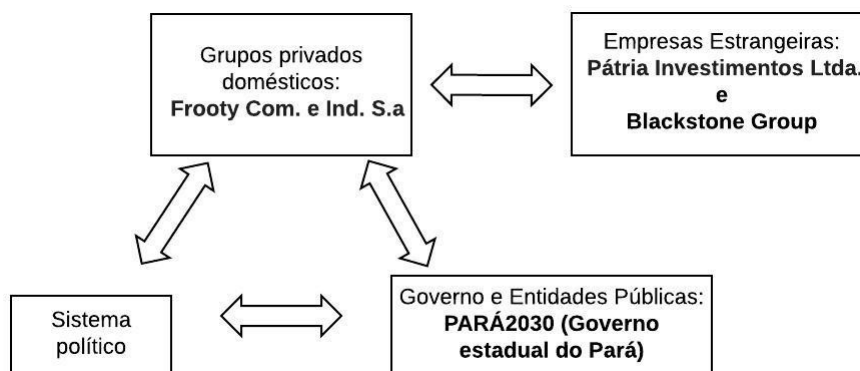 Grupos privados
domésticos:
Frooty Com. e Ind. S.a
Empresas Estrangeiras:
Pátria Investimentos Ltda.
e
Blackstone Group
Sistema
político
Governo e Entidades Públicas:
PARÁ2030 (Governo
estadual do Pará)